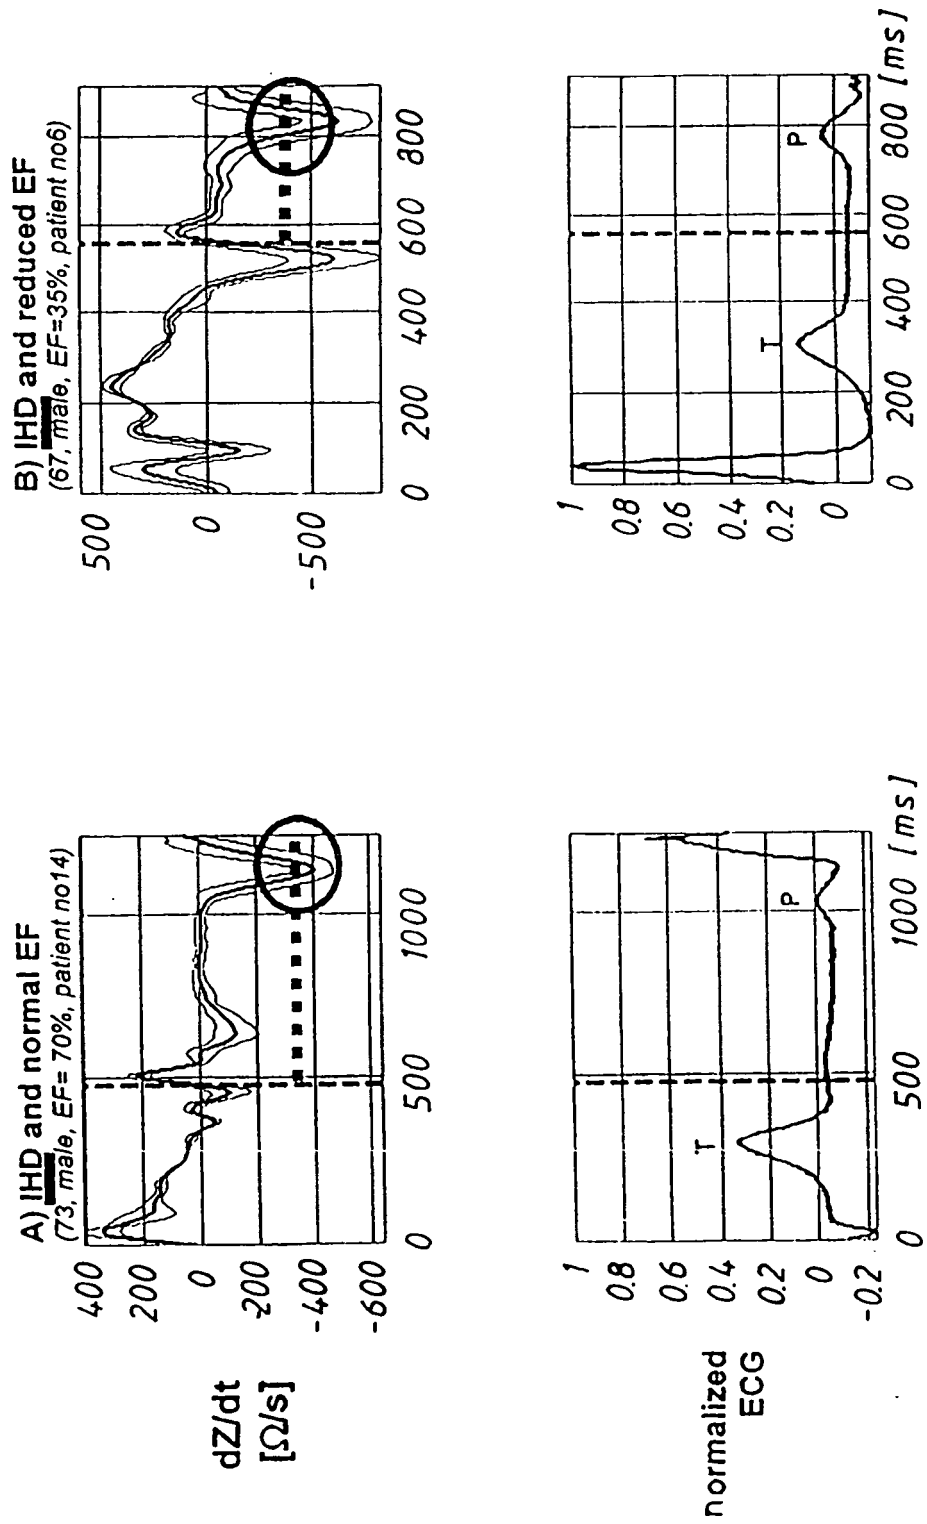 A) IHD and normal EF
(73, male, EF= 70%, patient no14)
400
200
0
200
-400
-600
0
500
1000
dZ/dt
[Ω/s]
B) IHD and reduced EF
(67, male, EF=35%, patient no6)
500
0
-500
0
200
400
600
800
normalized
ECG
1
0.8
0.6
0.4
0.2
0
-0.2
T
P
0
500
1000 [ms]
1
0.8
0.6
0.4
0.2
0
T
P
0
200
400
600
800 [ms]